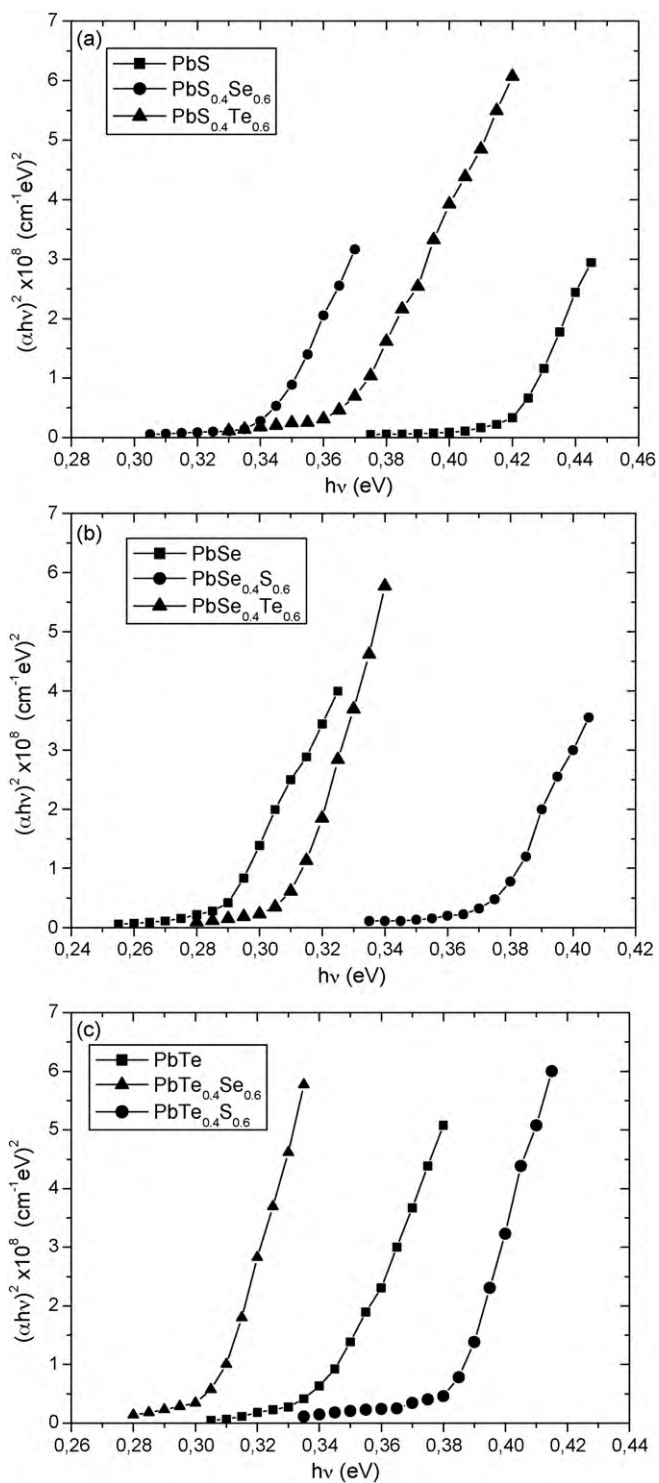 (a)
PbS
PbS0.4Se0.6
PbS0.4Te0.6
7
6
5
4
3
2
1
0
(αhν)2 x108 (cm-1eV)2
0,28 0,30 0,32 0,34 0,36 0,38 0,40 0,42 0,44 0,46
hν (eV)
(b)
PbSe
PbSe0.4S0.6
PbSe0.4Te0.6
7
6
5
4
3
2
1
0
(αhν)2 x108 (cm-1eV)2
0,24 0,26 0,28 0,30 0,32 0,34 0,36 0,38 0,40 0,42
hν (eV)
(c)
PbTe
PbTe0.4Se0.6
PbTe0.4S0.6
7
6
5
4
3
2
1
0
(αhν)2 x108 (cm-1eV)2
0,26 0,28 0,30 0,32 0,34 0,36 0,38 0,40 0,42 0,44
hν (eV)